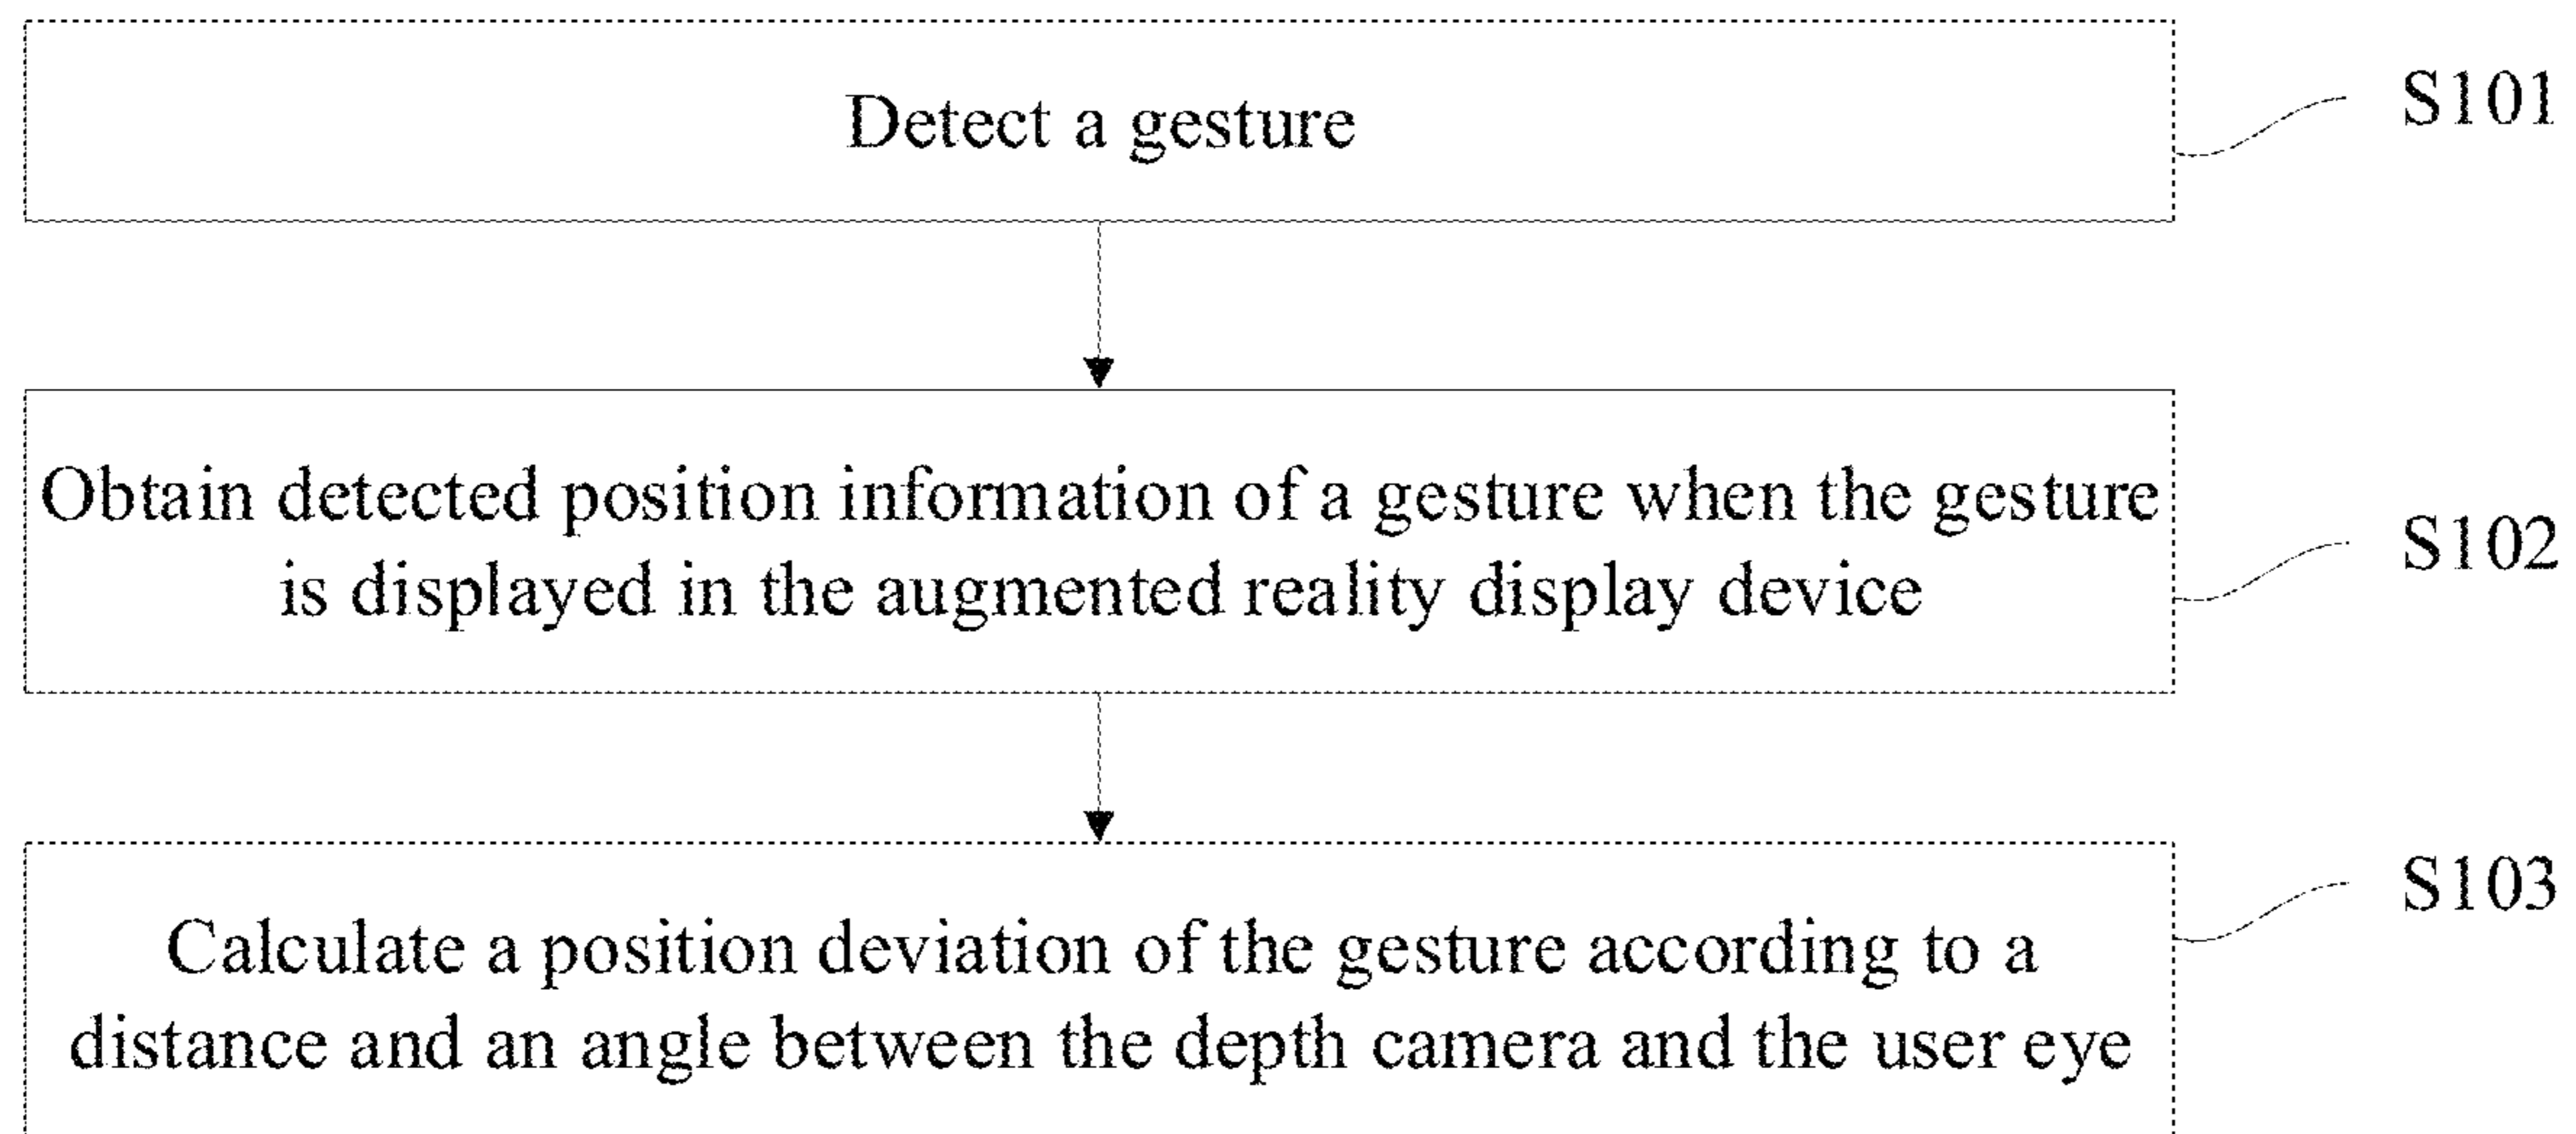 Detect a gesture
S101
Obtain detected position information of a gesture when the gesture
is displayed in the augmented reality display device
S102
Calculate a position deviation of the gesture according to a
distance and an angle between the depth camera and the user eye
S103